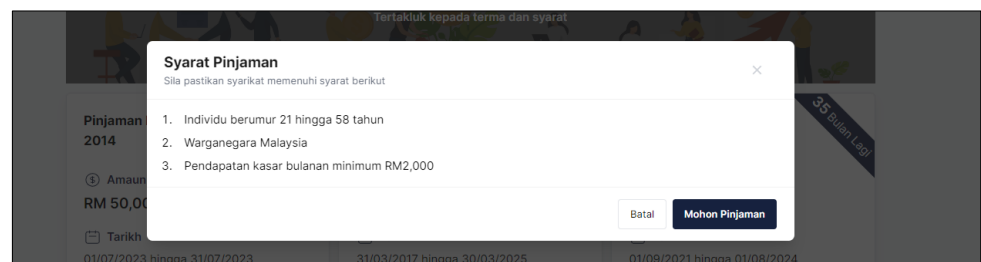 Tertakluk kepada terma dan syarat
Syarat Pinjaman
Sila pastikan syarikat memenuhi syarat berikut
1. Individu berumur 21 hingga 58 tahun
2. Warganegara Malaysia
3. Pendapatan kasar bulanan minimum RM2,000
Batal
Mohon Pinjaman
Pinjaman
2014
35 Bulan Lagi
Amaun
RM 50,00
Tarikh
01/07/2023 hingga 31/07/2023
31/03/2017 hingga 30/03/2025
01/09/2021 hingga 01/08/2024